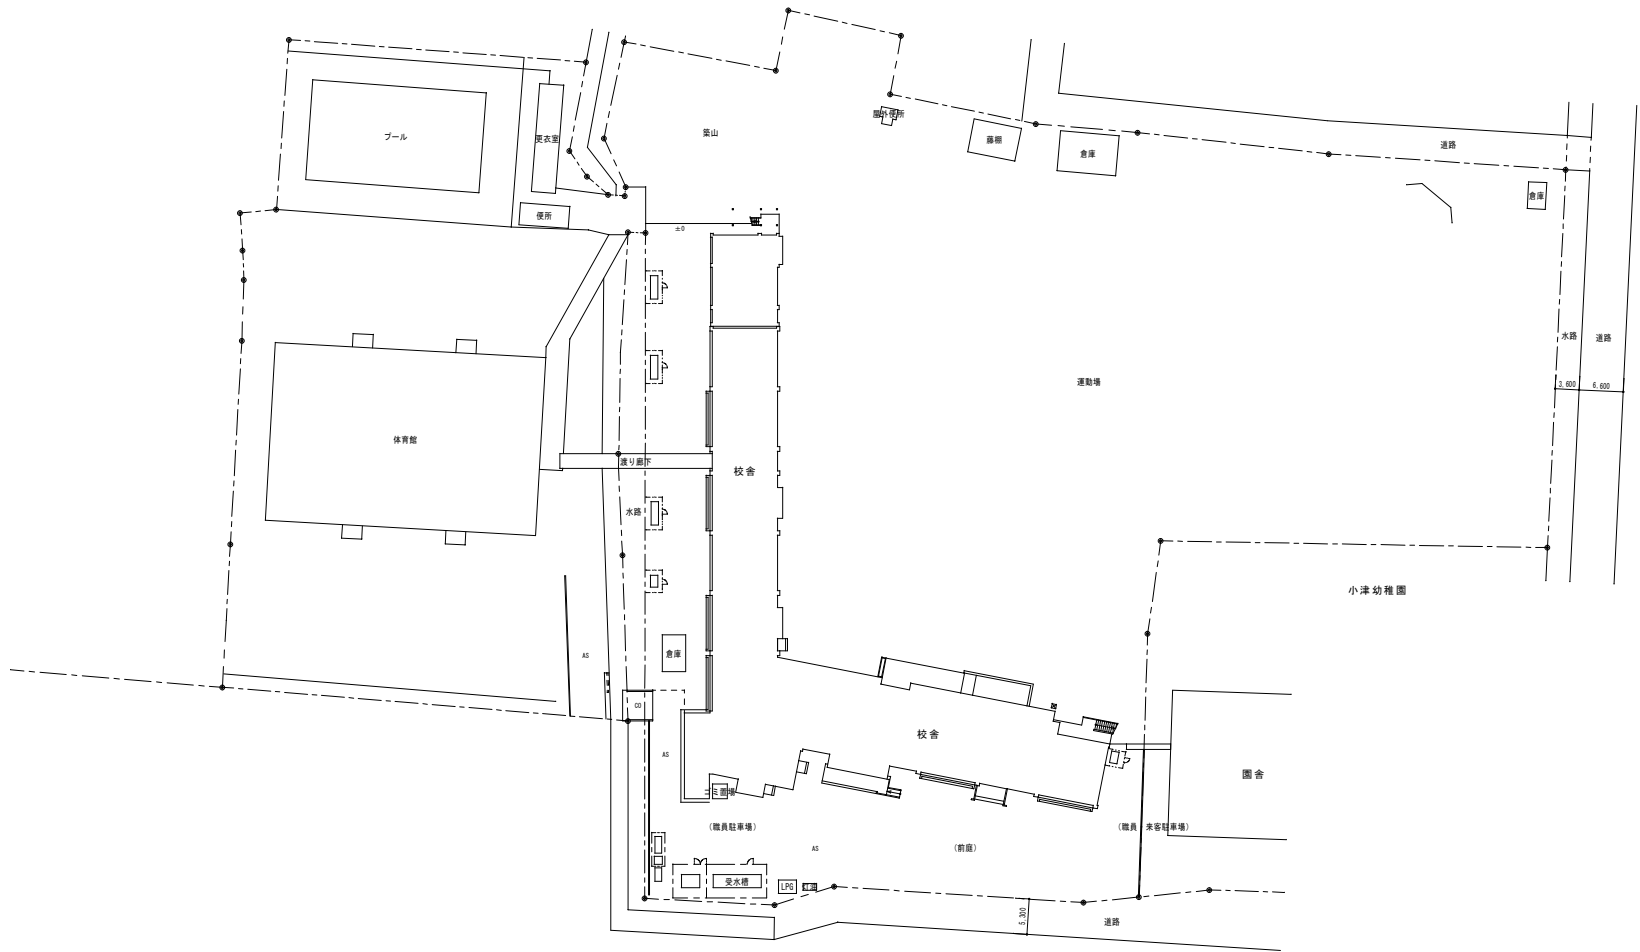 屋外便所
築山
藤棚
プール
更衣室
倉庫
道路
倉庫
便所
±0
水路
道路
運動場
3,600
6,600
体育館
渡り廊下
校舎
水路
小津幼稚園
倉庫
AS
CO
校舎
AS
園舎
ゴミ置場
(職員駐車場)
(職員 来客駐車場)
AS
(前庭)
受水槽
LPG
灯油
5,300
道路